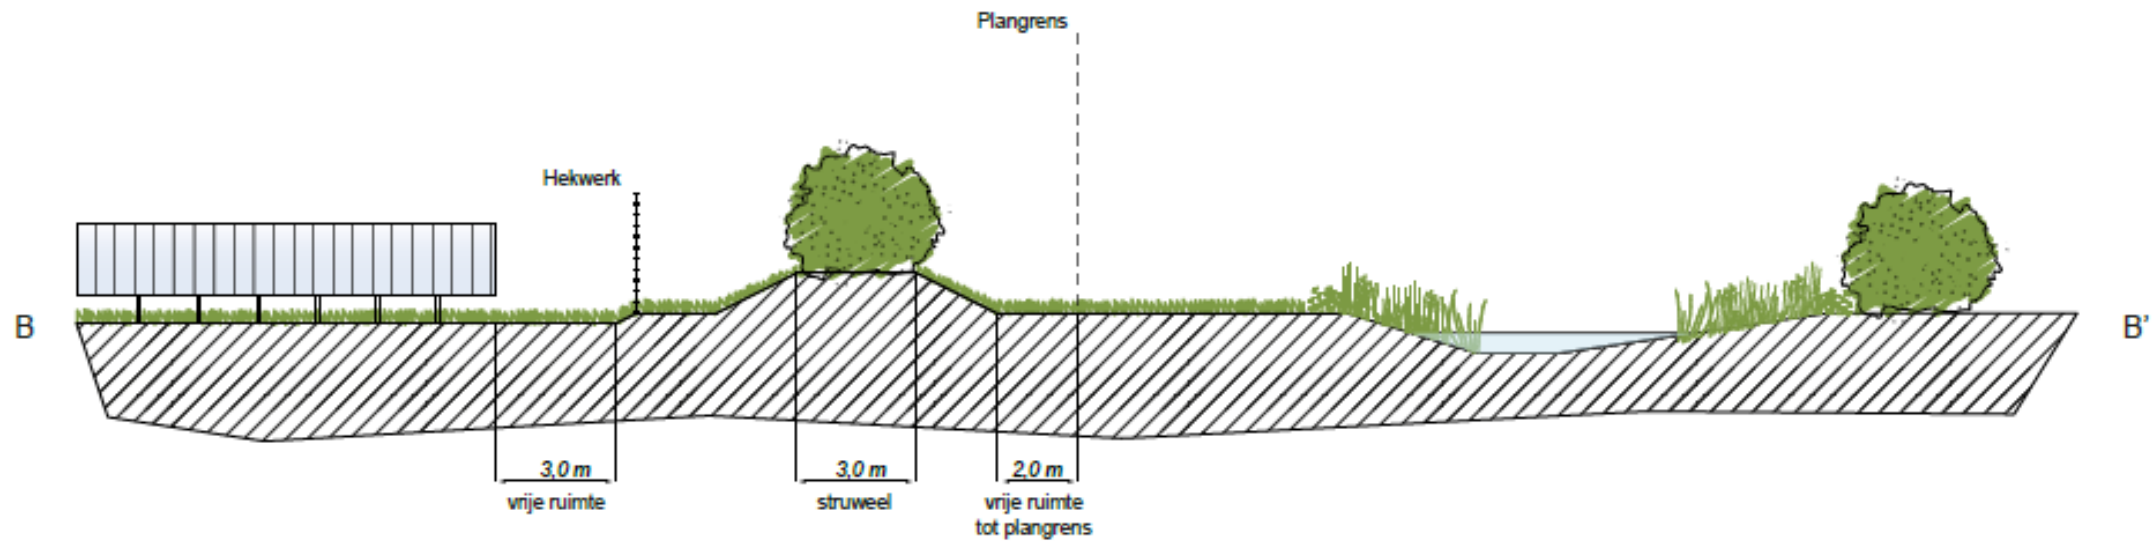 Plangrens
Hekwerk
B
B'
3,0 m
3,0 m
2,0 m
vrije ruimte
struweel
vrije ruimte
tot plangrens